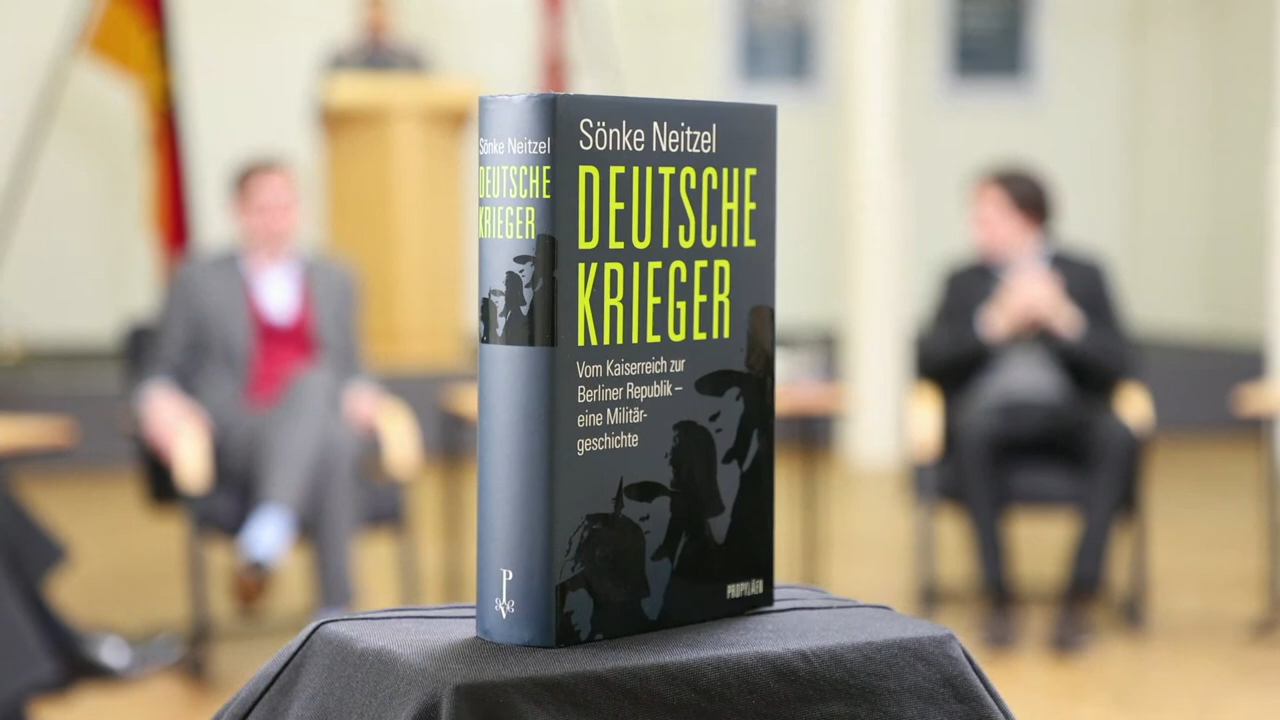 Sönke Neitzel
DEUTSCHE
KRIEGER
Sönke Neitzel
DEUTSCHE
KRIEGER
Vom Kaiserreich zur
Berliner Republik –
eine Militär-
geschichte
PROPYLÄEN
P